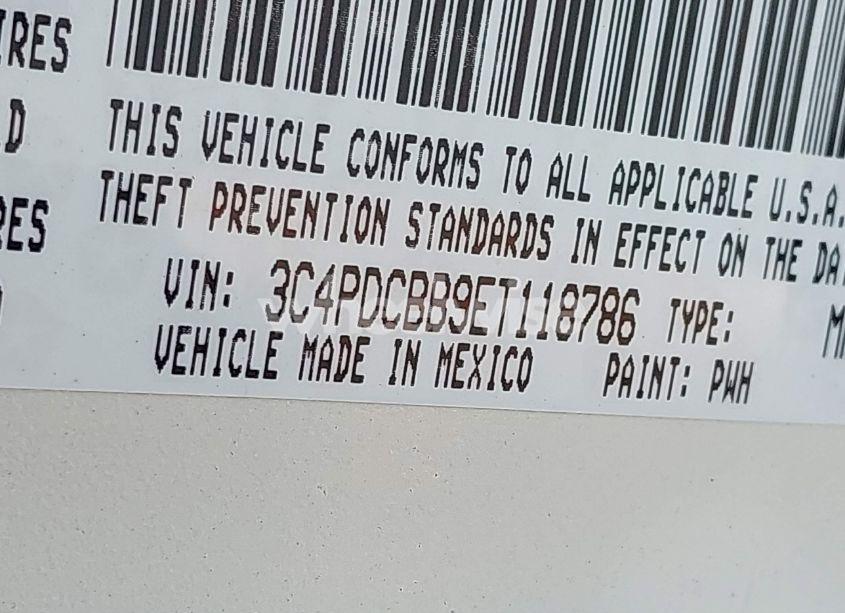 IRES
D
THIS VEHICLE CONFORMS TO ALL APPLICABLE U.S.A.
THEFT PREVENTION STANDARDS IN EFFECT ON THE DA
RES
VIN: 3C4PDCBB9ET118786 TYPE:
VEHICLE MADE IN MEXICO PAINT: PWH